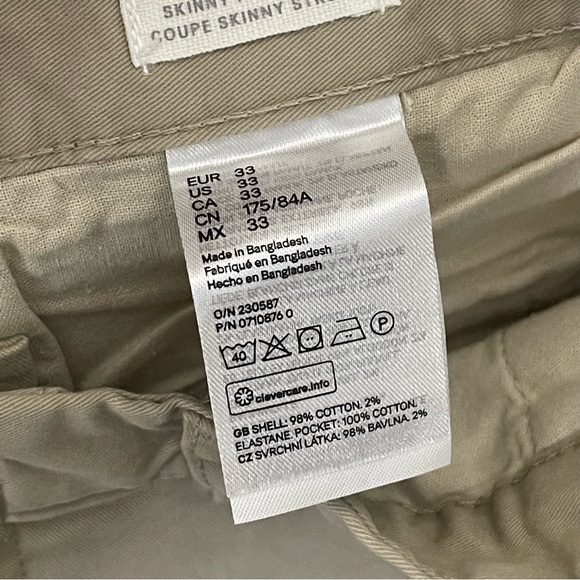 SKINNY
COUPE SKINNY
EUR 33
US 33
CA 33
CN 175/84A
MX 33
Made in Bangladesh
Fabriqué en Bangladesh
Hecho en Bangladesh
O/N 230587
P/N 0710876 0
40 P
clevercare.info
GB SHELL: 98% COTTON. 2%
ELASTANE. POCKET: 100% COTTON.
CZ SVRCHNÍ LÁTKA: 98% BAVLNA. 2%